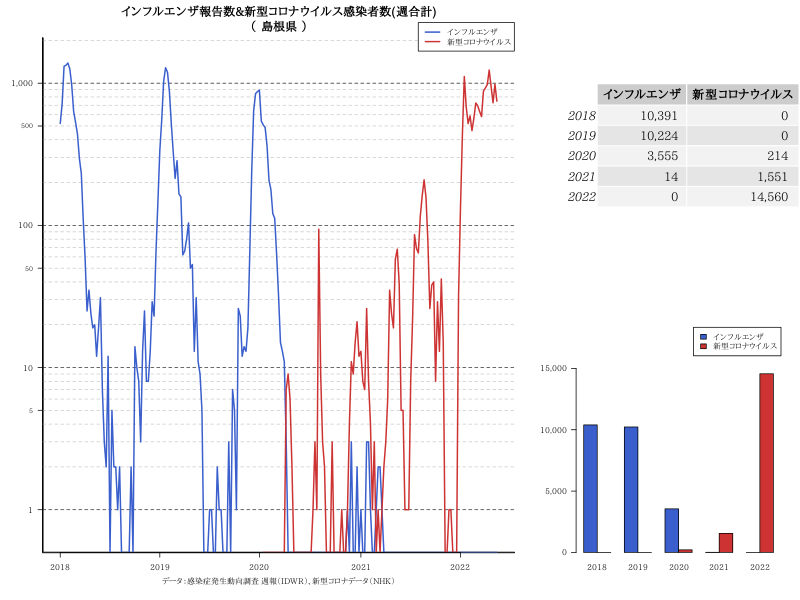 インフルエンザ報告数&新型コロナウイルス感染者数(週合計)
( 島根県 )
インフルエンザ
新型コロナウイルス
1,000
500
100
50
10
5
1
2018 2019 2020 2021 2022
データ:感染症発生動向調査 週報(IDWR)、新型コロナデータ(NHK)
インフルエンザ 新型コロナウイルス
2018 10,391 0
2019 10,224 0
2020 3,555 214
2021 14 1,551
2022 0 14,560
インフルエンザ
新型コロナウイルス
15,000
10,000
5,000
0
2018 2019 2020 2021 2022